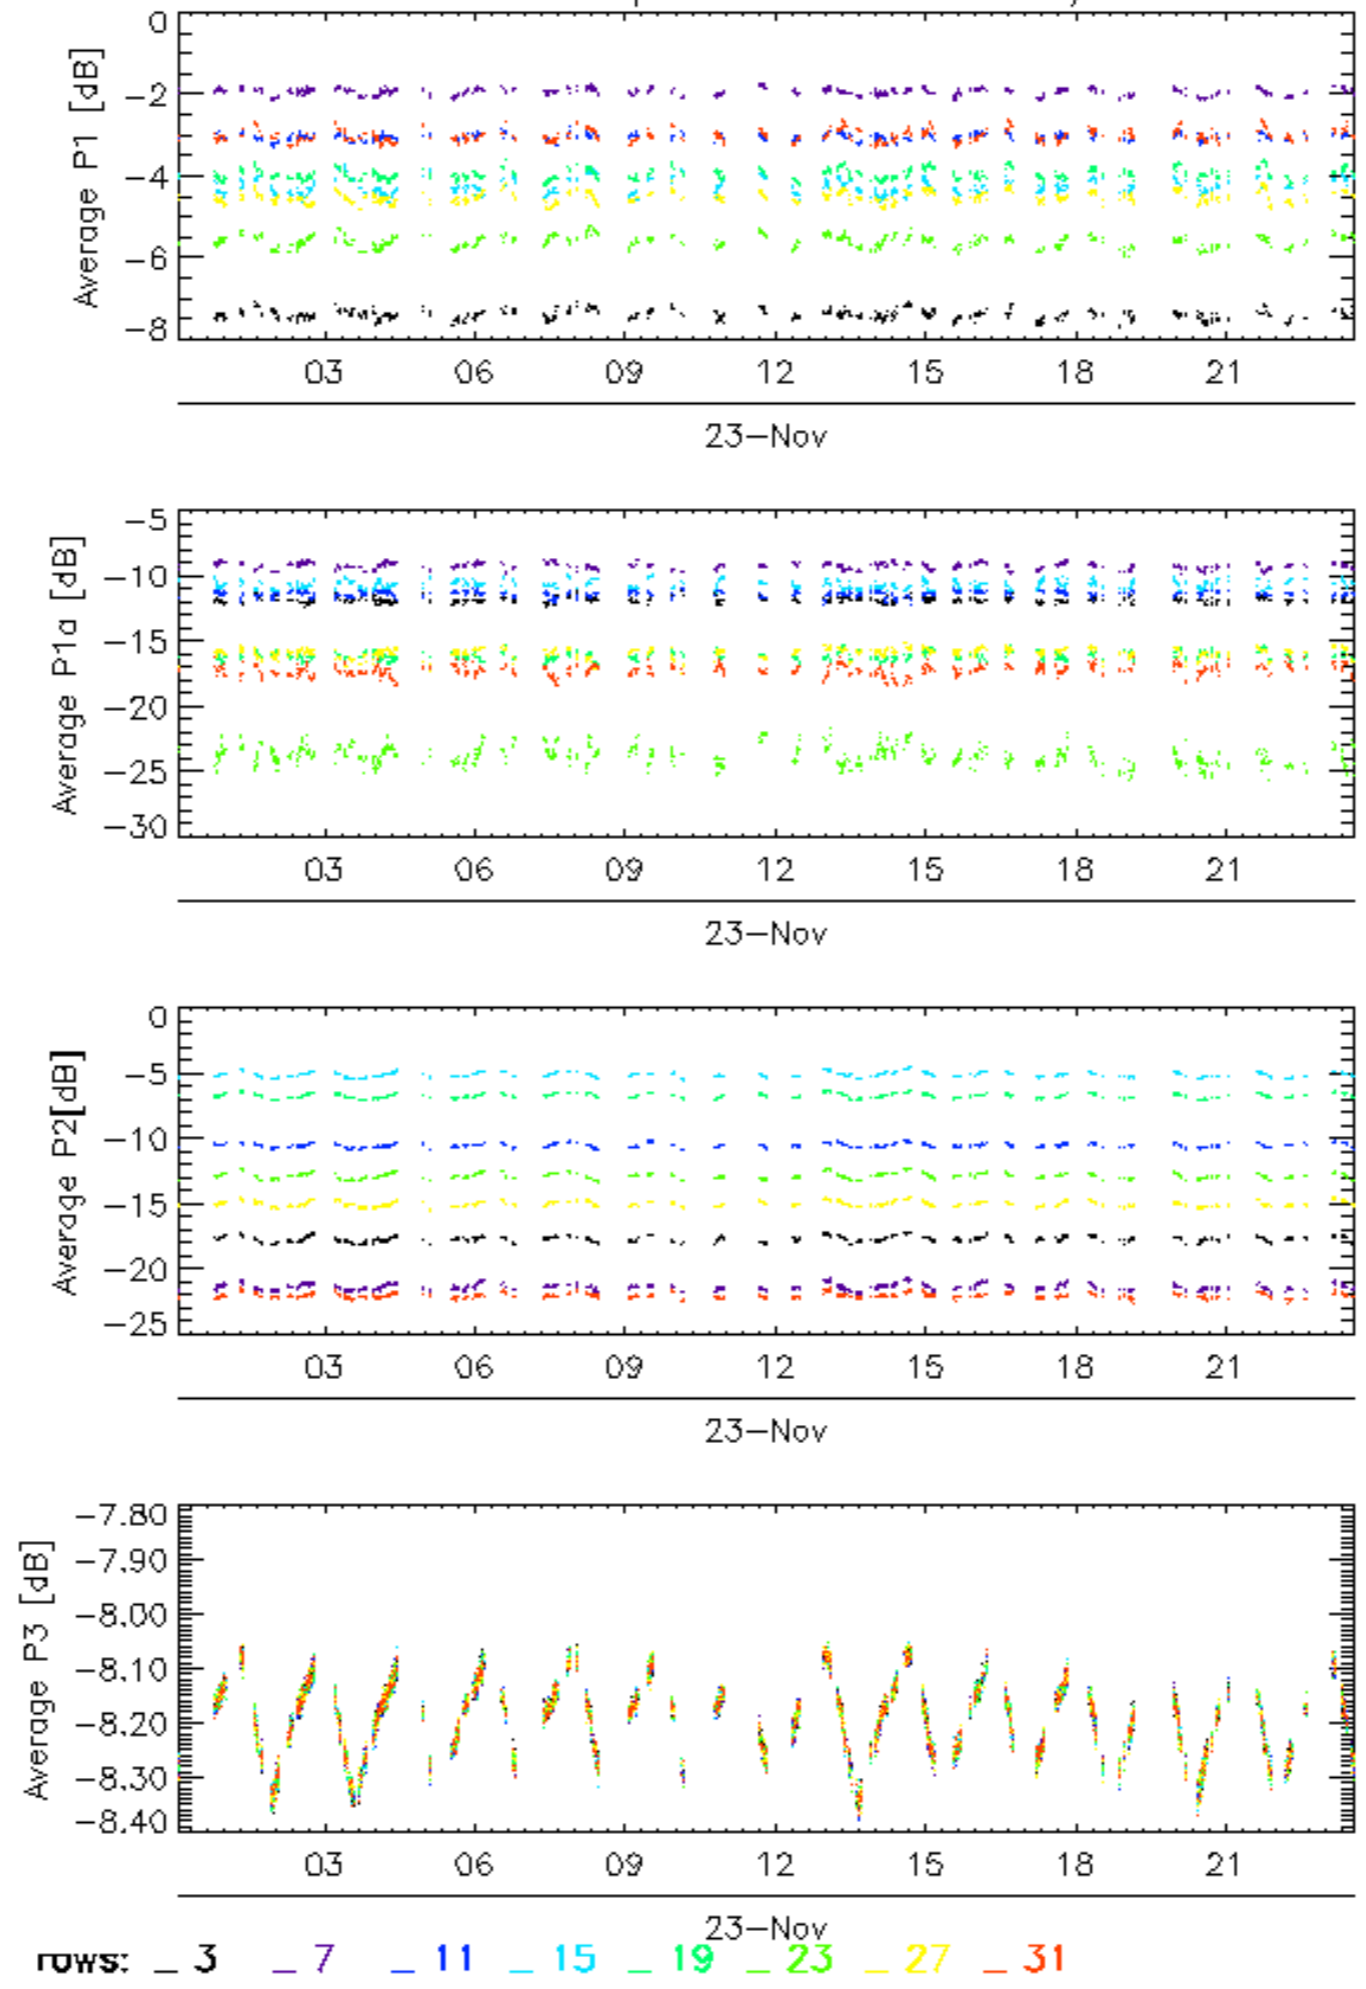 0
−2
−4
−6
−8
Average P1 [dB]
03 06 09 12 15 18 21
23−Nov
−5
−10
−15
−20
−25
−30
Average P1a [dB]
03 06 09 12 15 18 21
23−Nov
0
−5
−10
−15
−20
−25
Average P2[dB]
03 06 09 12 15 18 21
23−Nov
−7.80
−7.90
−8.00
−8.10
−8.20
−8.30
−8.40
Average P3 [dB]
03 06 09 12 15 18 21
23−Nov
rows: _ 3 _ 7 _ 11 _ 15 _ 19 _ 23 _ 27 _ 31